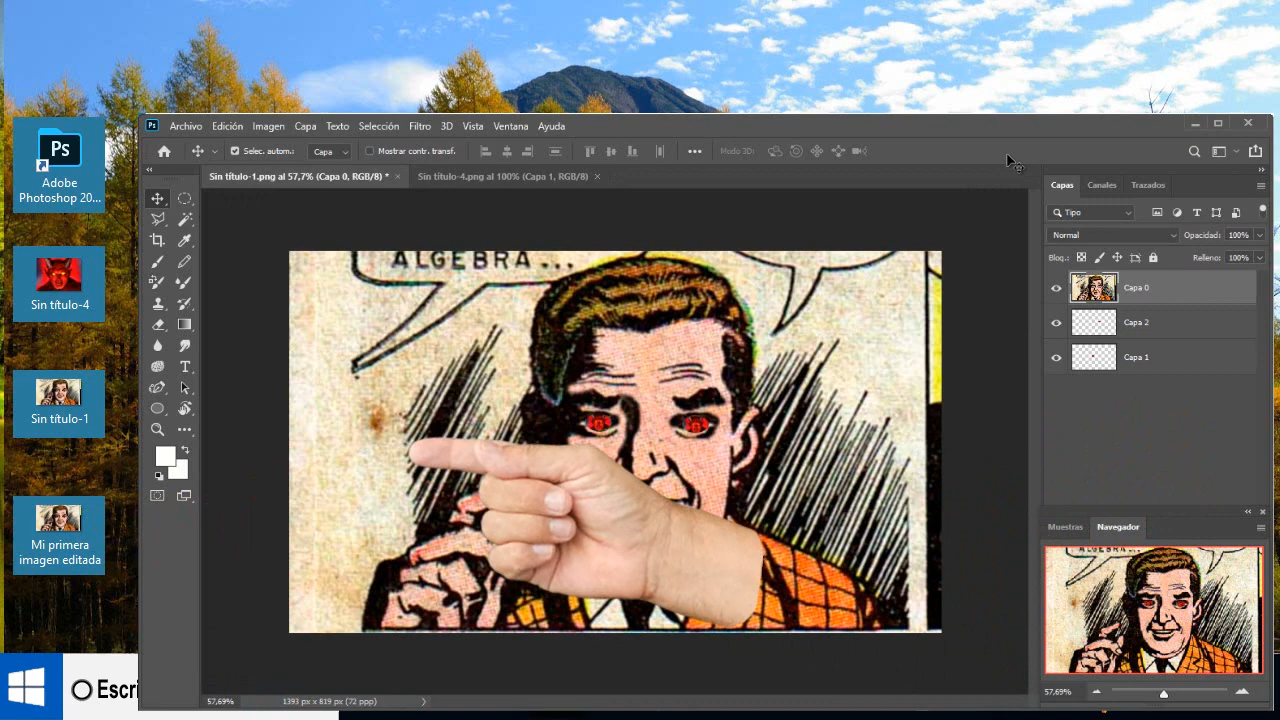 Ps
Archivo Edición Imagen Capa Texto Selección Filtro 3D Vista Ventana Ayuda
Selec. autom.: Capa Mostrar contr. transf. ••• Modo 3D:
Sin título-1.png al 57,7% (Capa 0, RGB/8) * × Sin título-4.png al 100% (Capa 1, RGB/8) ×
Ps
Adobe
Photoshop 20...
Sin título-4
Sin título-1
Mi primera
imagen editada
Escri
ALGEBRA...
Capas Canales Trazados
Tipo
Normal Opacidad: 100%
Bloq.: Relleno: 100%
Capa 0
Capa 2
Capa 1
Muestras Navegador
ALGEBRA...
57,69%
57,69% 1393 px x 819 px (72 ppp)